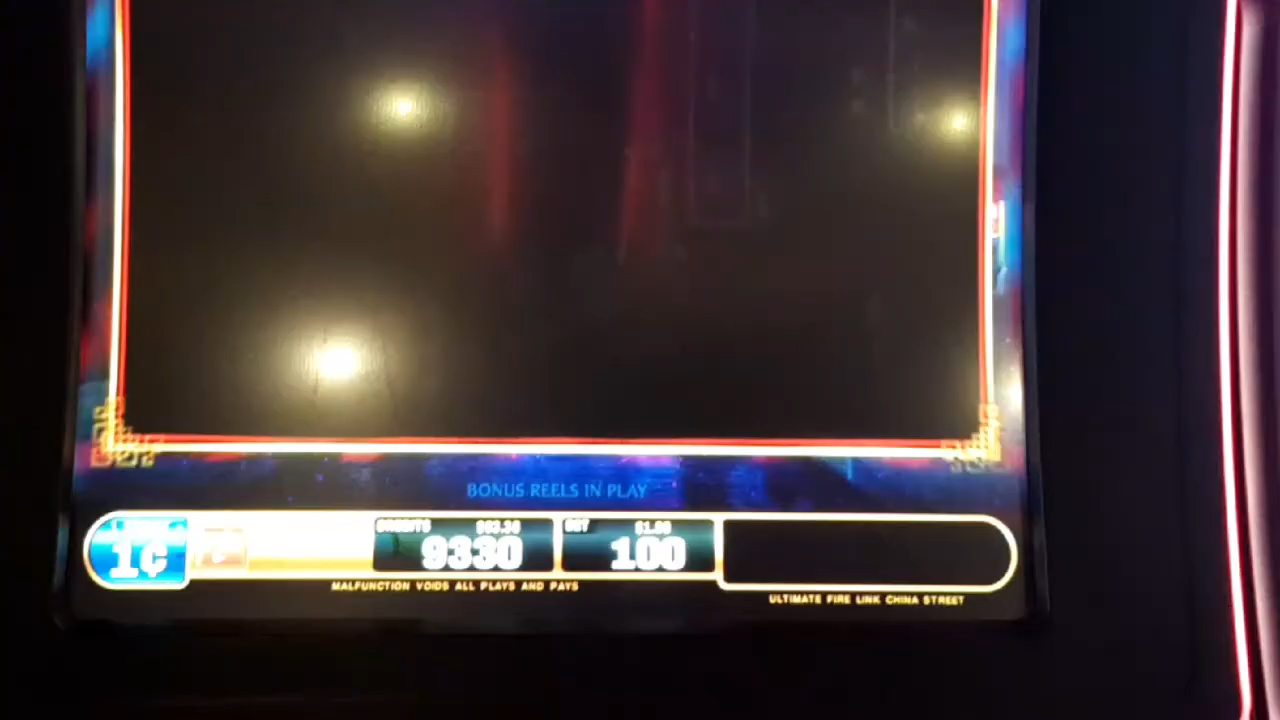 BONUS REELS IN PLAY
CREDITS $93.30
BET $1.00
1¢
9330
100
MALFUNCTION VOIDS ALL PLAYS AND PAYS
ULTIMATE FIRE LINK CHINA STREET